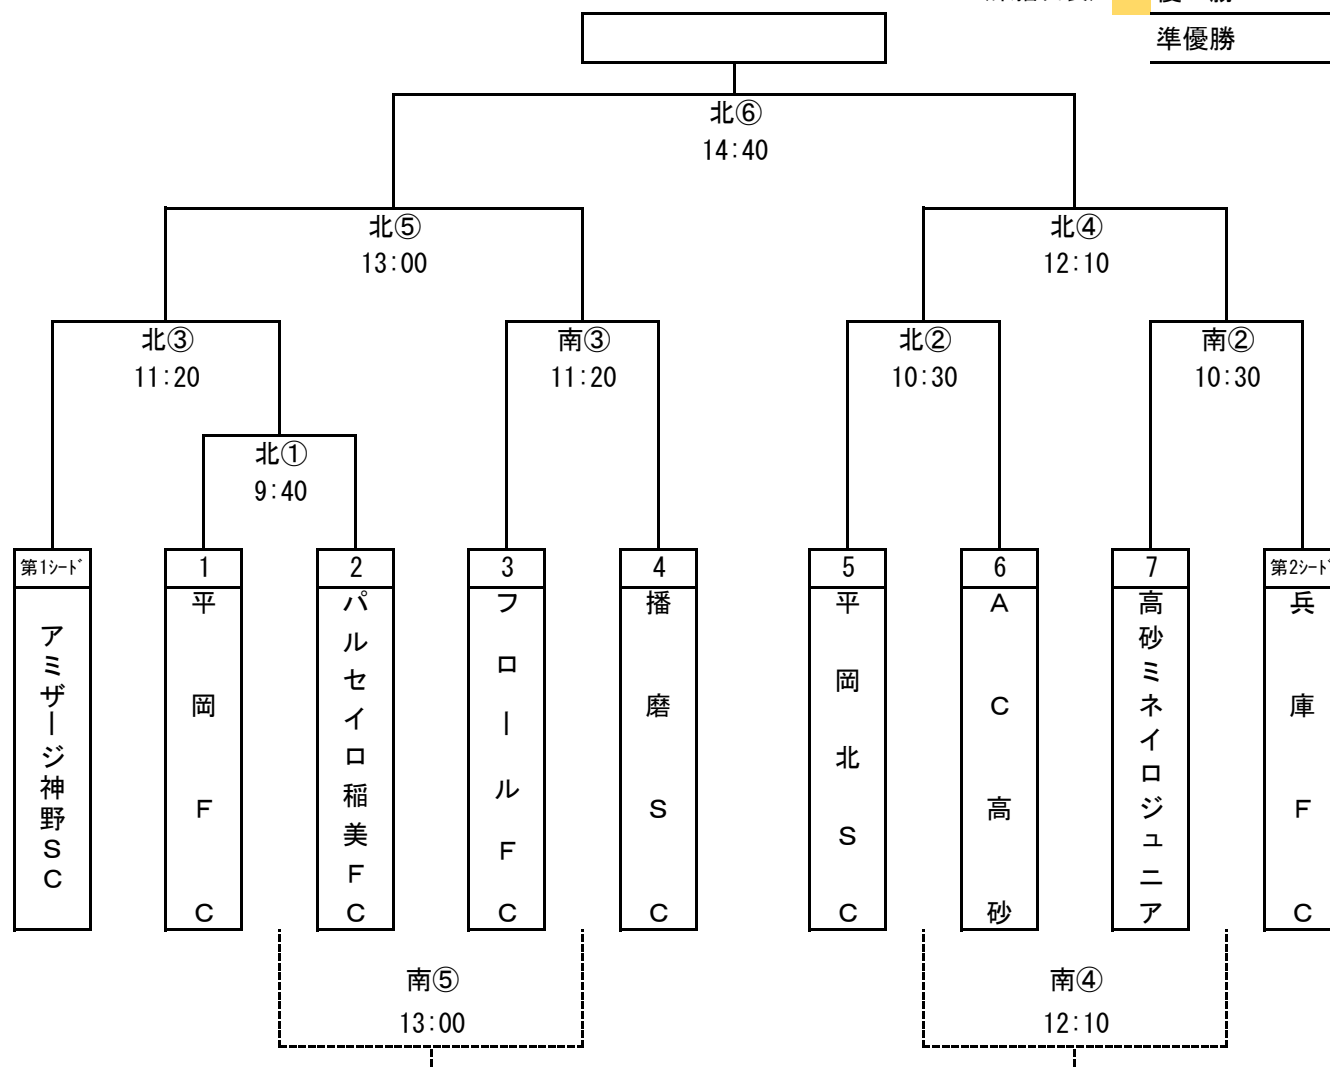 準優勝
北⑥
14:40
北⑤
13:00
北④
12:10
北③
11:20
南③
11:20
北②
10:30
南②
10:30
北①
9:40
第1シード
アミザージ神野SC
1
平岡FC
2
パルセイロ稲美FC
3
フロールFC
4
播磨SC
5
平岡北SC
6
AC高砂
7
高砂ミネイロジュニア
第2シード
兵庫FC
南⑤
13:00
南④
12:10